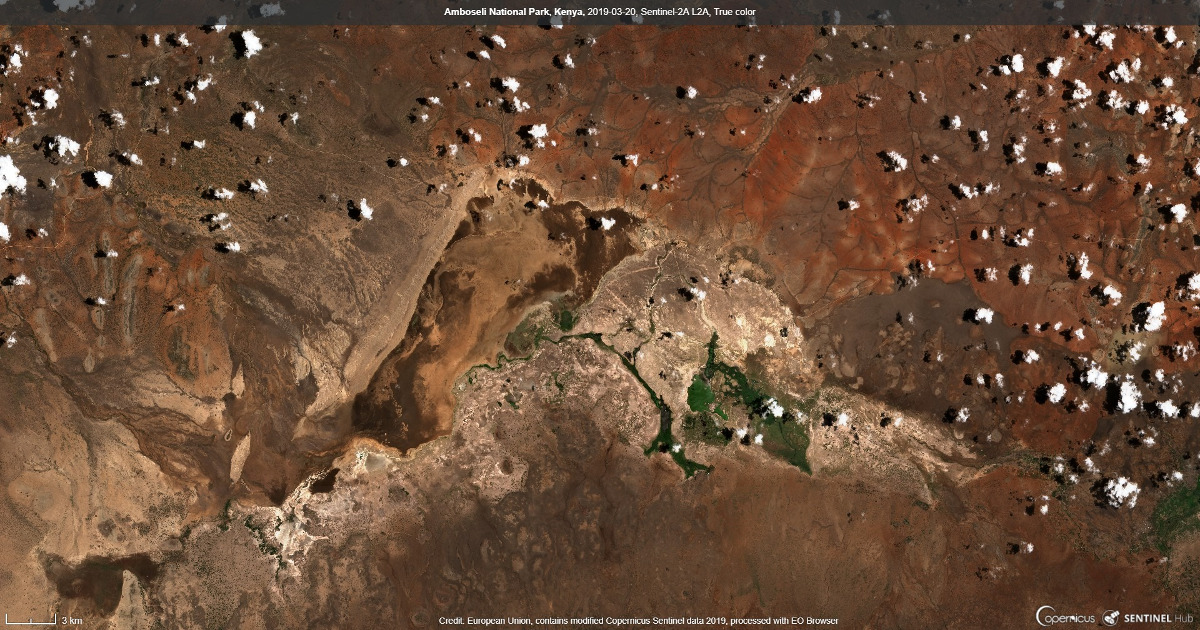 Amboseli National Park, Kenya, 2019-03-20, Sentinel-2A L2A, True color
3 km
Credit: European Union, contains modified Copernicus Sentinel data 2019, processed with EO Browser
opernicus
SENTINEL Hub